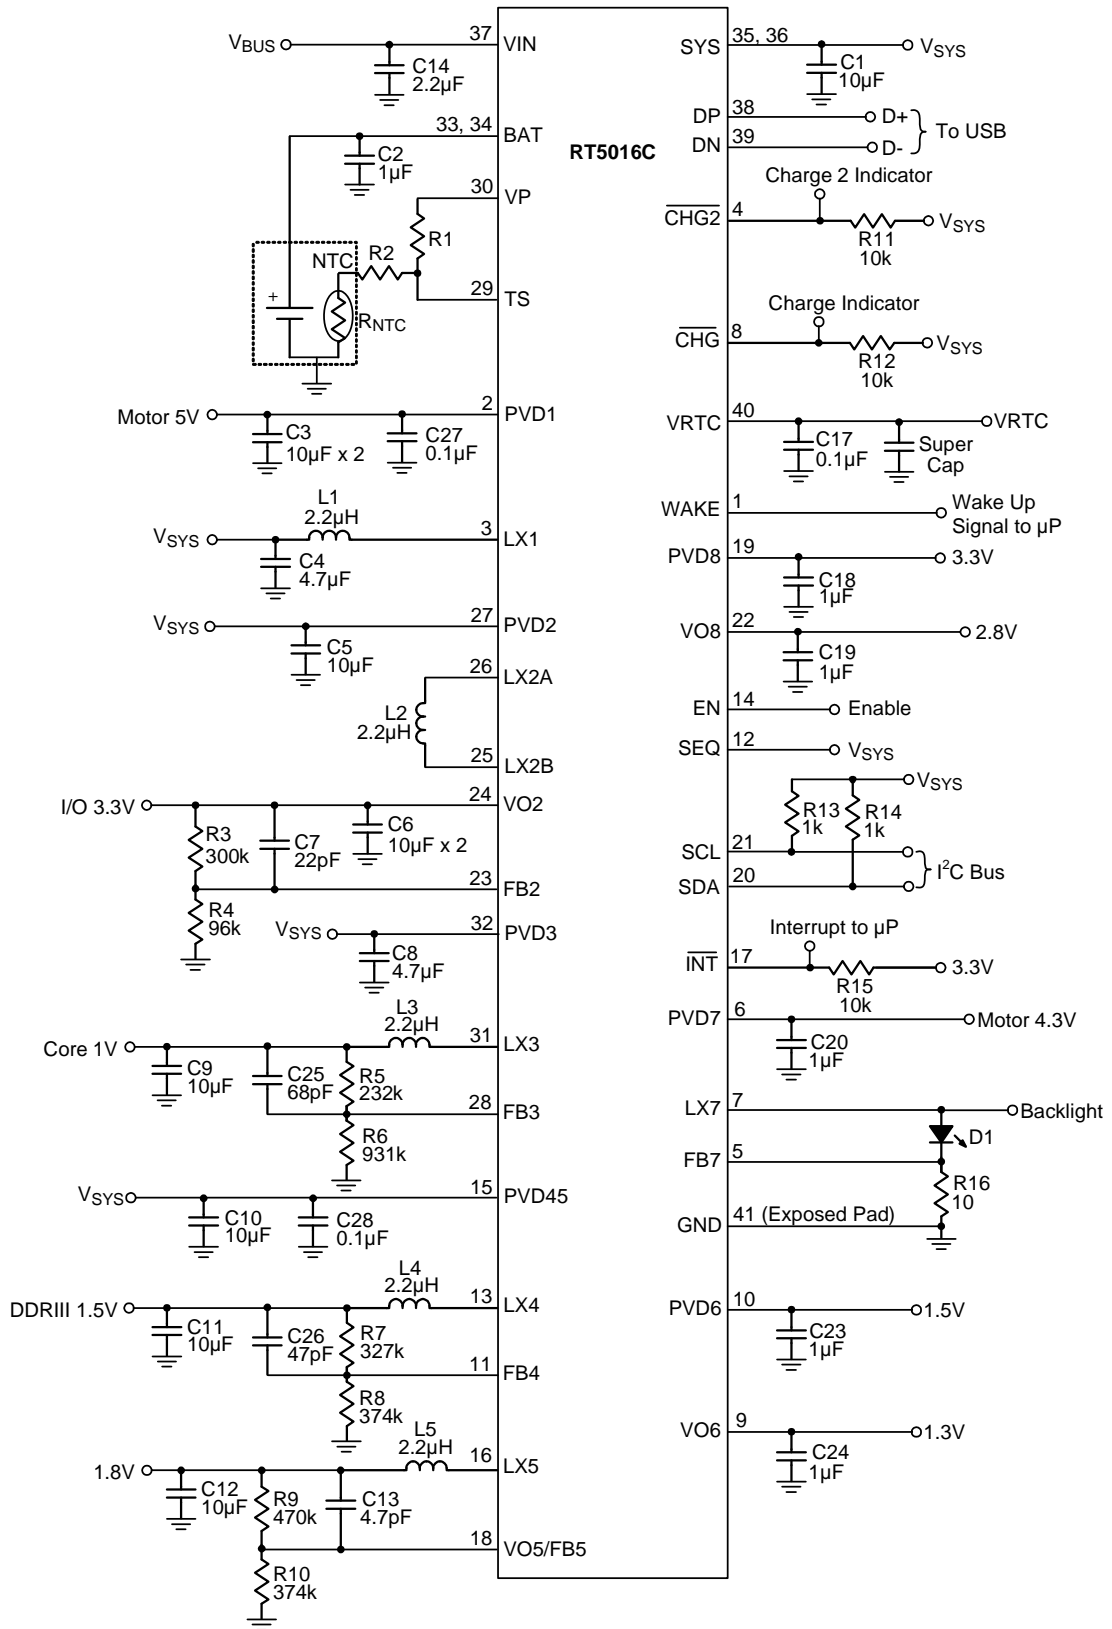 RT5016C
V_BUS
37
VIN
C14
2.2µF
33, 34
BAT
C2
1µF
30
VP
R1
NTC
R2
+
R_NTC
29
TS
Motor 5V
2
PVD1
C3
10µF x 2
C27
0.1µF
L1
2.2µH
V_SYS
3
LX1
C4
4.7µF
V_SYS
27
PVD2
C5
10µF
26
LX2A
L2
2.2µH
25
LX2B
I/O 3.3V
24
VO2
R3
300k
C7
22pF
C6
10µF x 2
23
FB2
R4
96k
V_SYS
32
PVD3
C8
4.7µF
L3
2.2µH
Core 1V
31
LX3
C9
10µF
C25
68pF
R5
232k
28
FB3
R6
931k
V_SYS
15
PVD45
C10
10µF
C28
0.1µF
L4
2.2µH
DDRIII 1.5V
13
LX4
C11
10µF
C26
47pF
R7
327k
11
FB4
R8
374k
L5
2.2µH
1.8V
16
LX5
C12
10µF
R9
470k
C13
4.7pF
18
VO5/FB5
R10
374k
SYS
35, 36
V_SYS
C1
10µF
DP
38
D+
DN
39
D-
To USB
Charge 2 Indicator
CHG2
4
V_SYS
R11
10k
Charge Indicator
CHG
8
V_SYS
R12
10k
VRTC
40
VRTC
C17
0.1µF
Super
Cap
WAKE
1
Wake Up
Signal to µP
PVD8
19
3.3V
C18
1µF
VO8
22
2.8V
C19
1µF
EN
14
Enable
SEQ
12
V_SYS
V_SYS
R13
1k
R14
1k
SCL
21
SDA
20
I²C Bus
Interrupt to µP
INT
17
3.3V
R15
10k
PVD7
6
Motor 4.3V
C20
1µF
LX7
7
Backlight
D1
FB7
5
R16
10
GND
41 (Exposed Pad)
PVD6
10
1.5V
C23
1µF
VO6
9
1.3V
C24
1µF